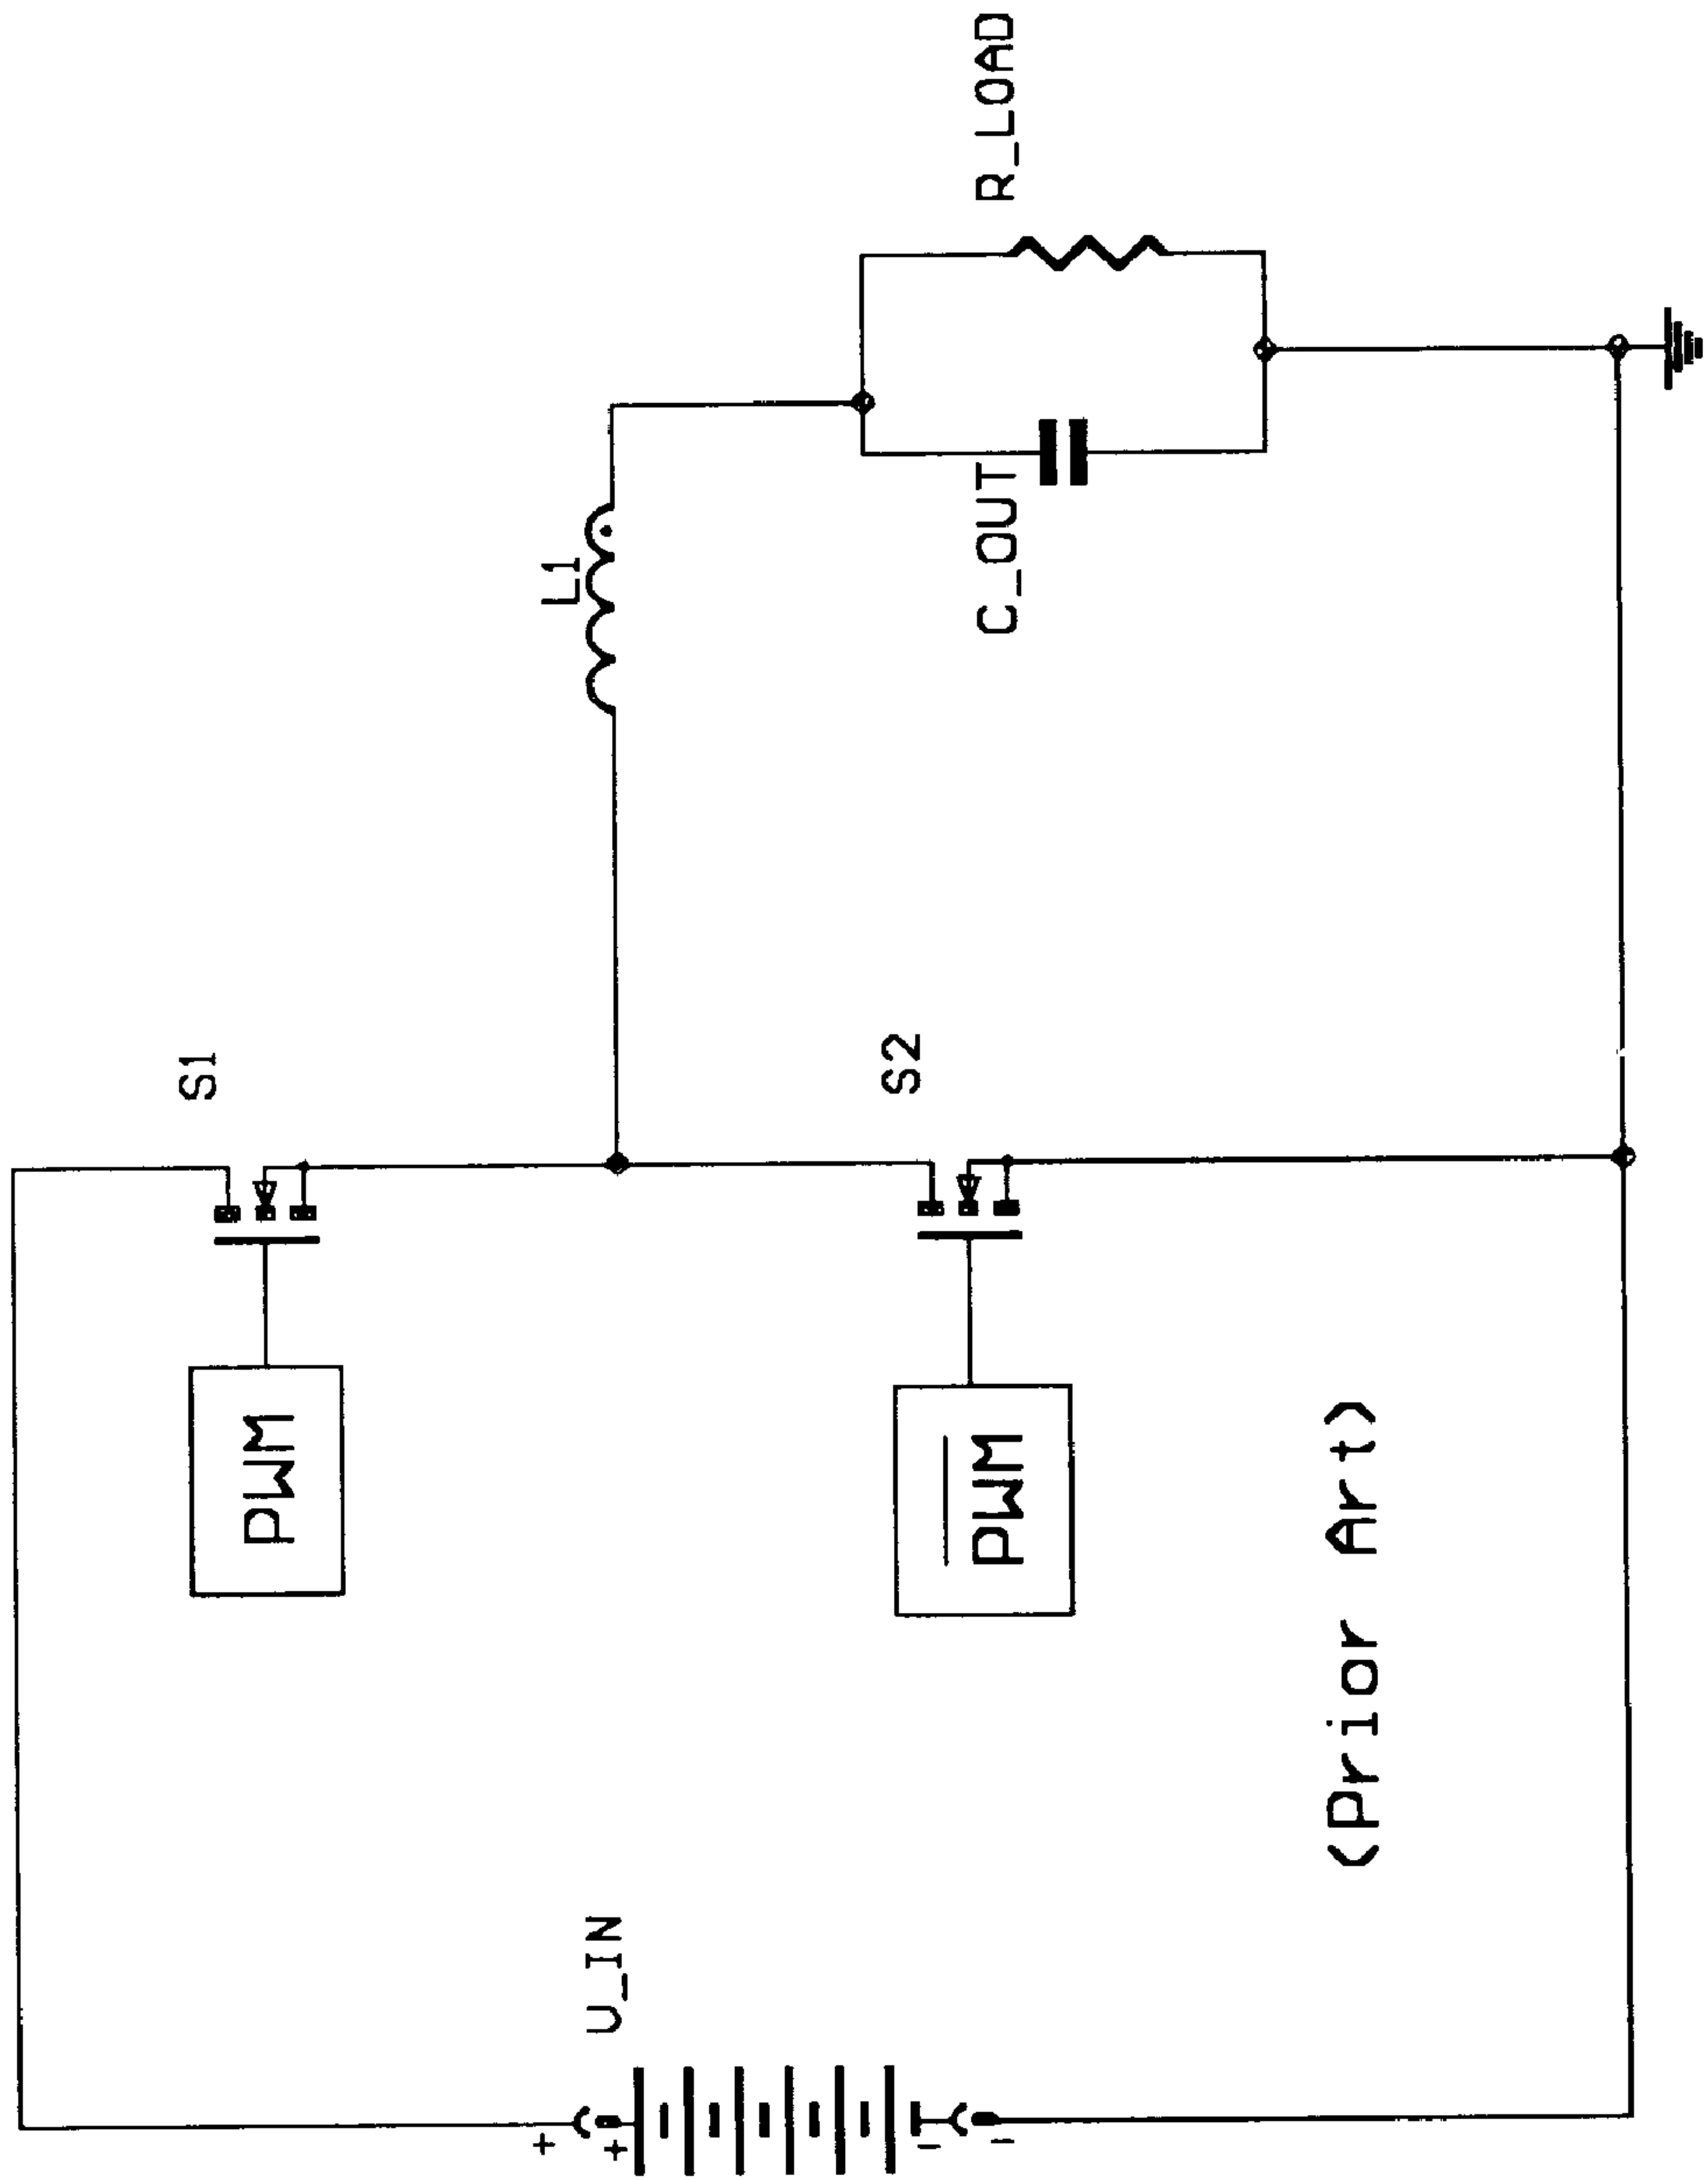 S1
PWM
L1
R_LOAD
U_IN
S2
PWM
C_OUT
(Prior Art)
+
+
-
-